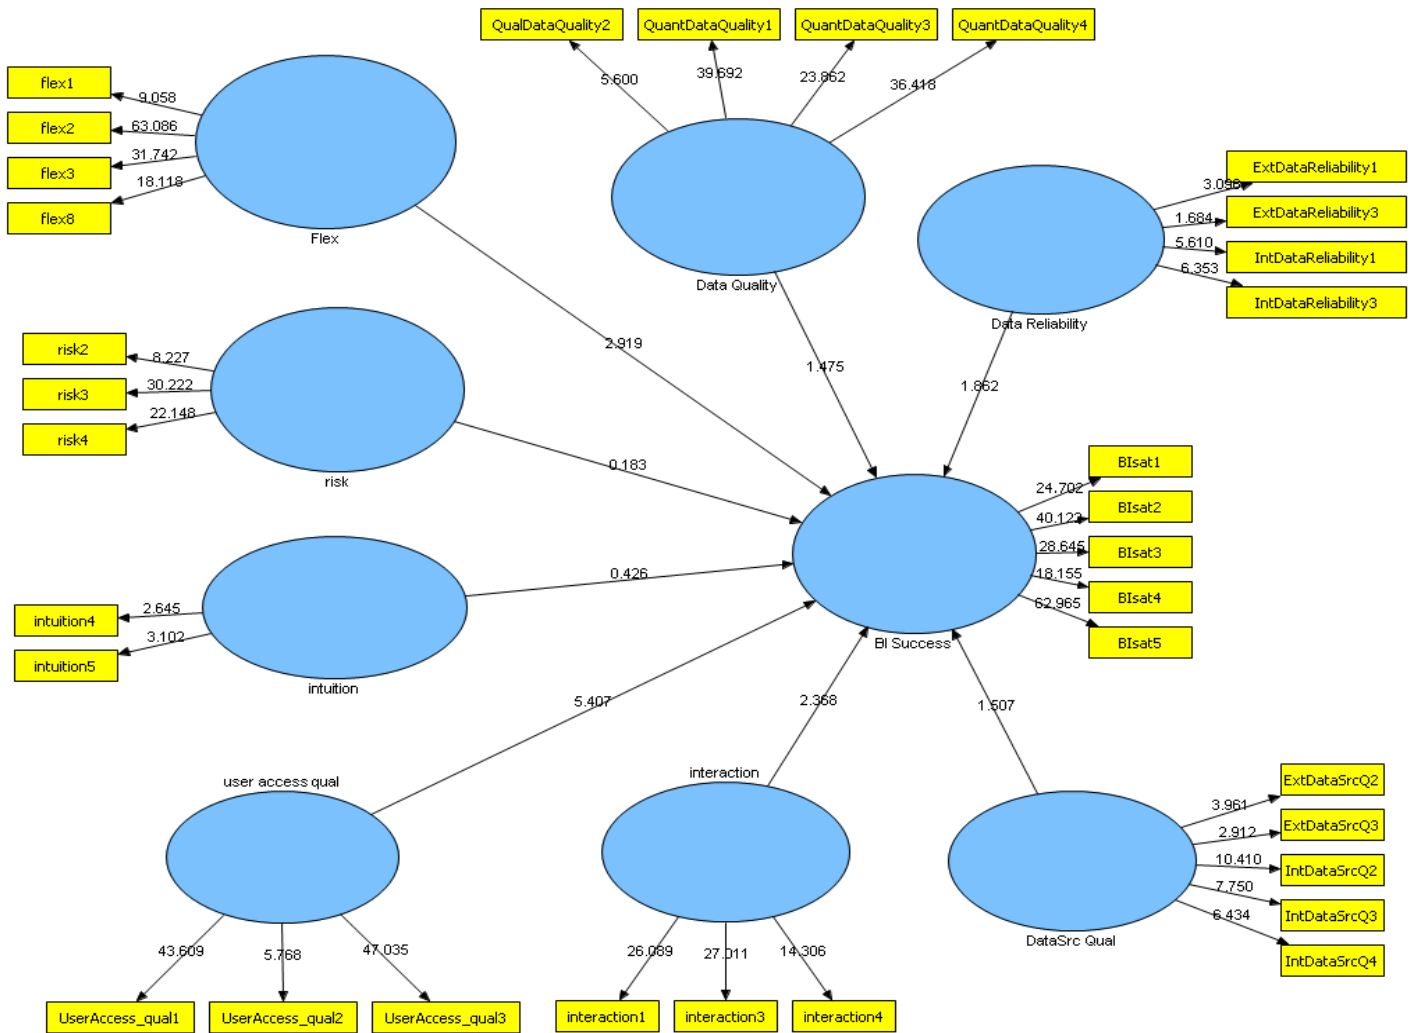 QualDataQuality2
QuantDataQuality1
QuantDataQuality3
QuantDataQuality4
5.600
39.692
23.862
36.418
Data Quality
flex1
flex2
flex3
flex8
9.058
63.086
31.742
18.118
Flex
ExtDataReliability1
ExtDataReliability3
IntDataReliability1
IntDataReliability3
3.098
1.684
5.610
6.353
Data Reliability
2.919
1.475
1.862
risk2
risk3
risk4
8.227
30.222
22.148
risk
0.183
BIsat1
BIsat2
BIsat3
BIsat4
BIsat5
24.702
40.123
28.645
18.155
62.965
BI Success
intuition4
intuition5
2.645
3.102
intuition
0.426
5.407
2.368
1.507
user access qual
43.609
5.768
47.035
UserAccess_qual1
UserAccess_qual2
UserAccess_qual3
interaction
26.089
27.011
14.306
interaction1
interaction3
interaction4
ExtDataSrcQ2
ExtDataSrcQ3
IntDataSrcQ2
IntDataSrcQ3
IntDataSrcQ4
3.961
2.912
10.410
7.750
6.434
DataSrc Qual